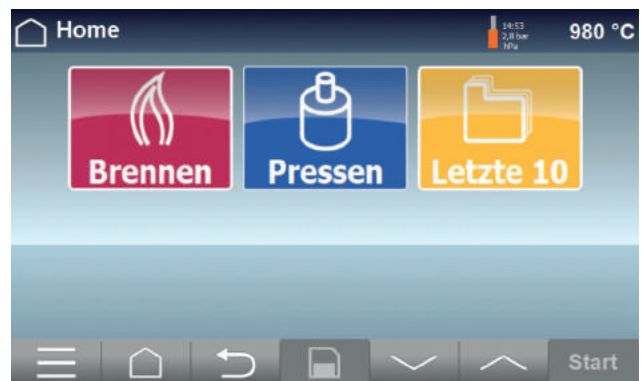 Home
14:53
2,8 bar
hPa
980 °C
Brennen
Pressen
Letzte 10
Start